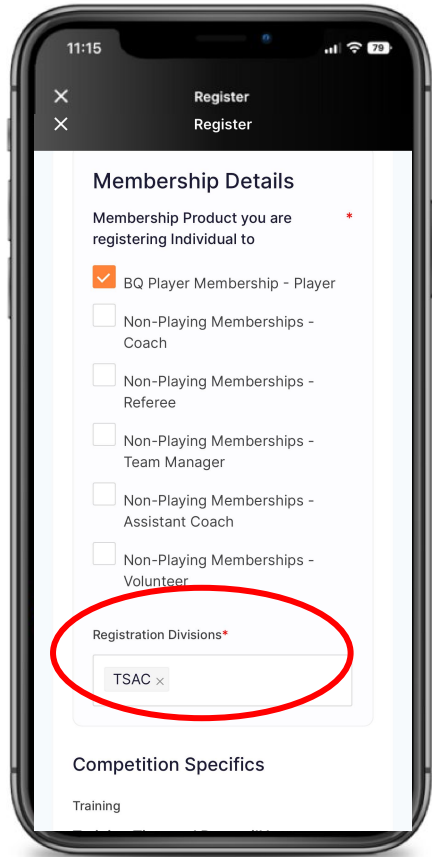 11:15
79
Register
Register
Membership Details
Membership Product you are *
registering Individual to
BQ Player Membership - Player
Non-Playing Memberships -
Coach
Non-Playing Memberships -
Referee
Non-Playing Memberships -
Team Manager
Non-Playing Memberships -
Assistant Coach
Non-Playing Memberships -
Volunteer
Registration Divisions*
TSAC ×
Competition Specifics
Training